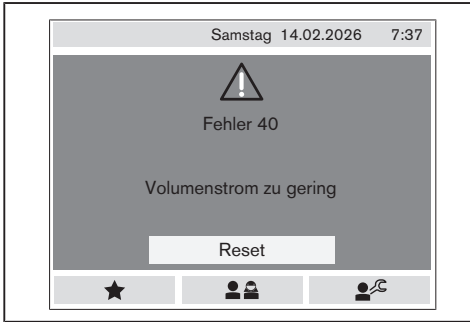 Samstag 14.02.2026 7:37
Fehler 40
Volumenstrom zu gering
Reset